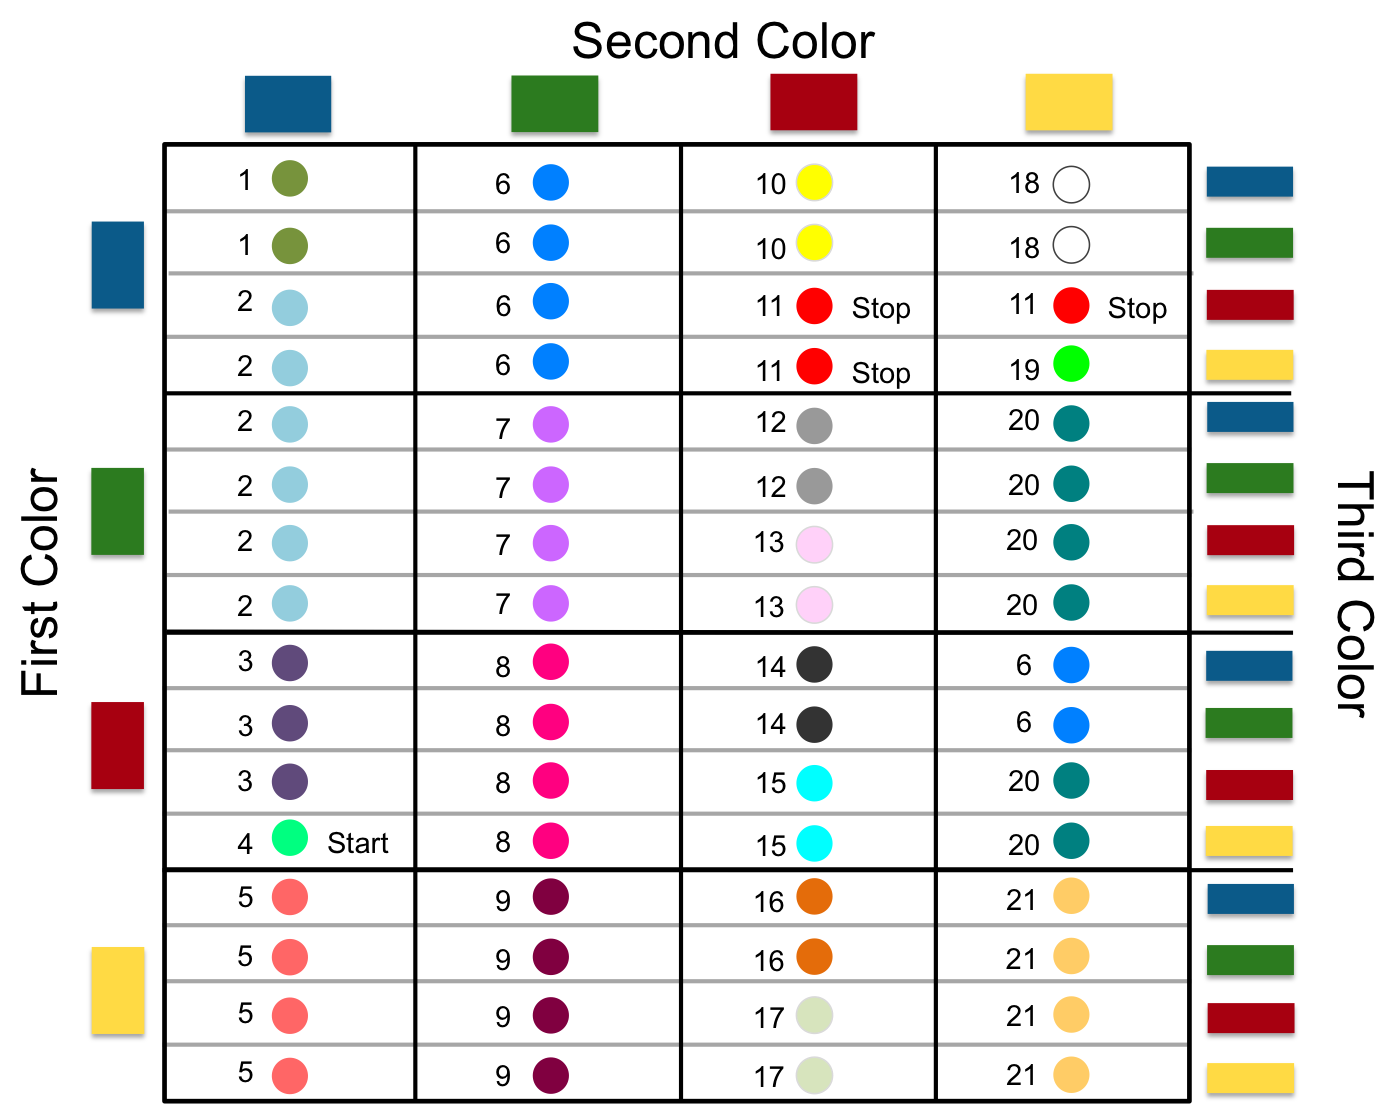 Second Color
First Color
Third Color
1 6 10 18
1 6 10 18
2 6 11 Stop 11 Stop
2 6 11 Stop 19
2 7 12 20
2 7 12 20
2 7 13 20
2 7 13 20
3 8 14 6
3 8 14 6
3 8 15 20
4 Start 8 15 20
5 9 16 21
5 9 16 21
5 9 17 21
5 9 17 21